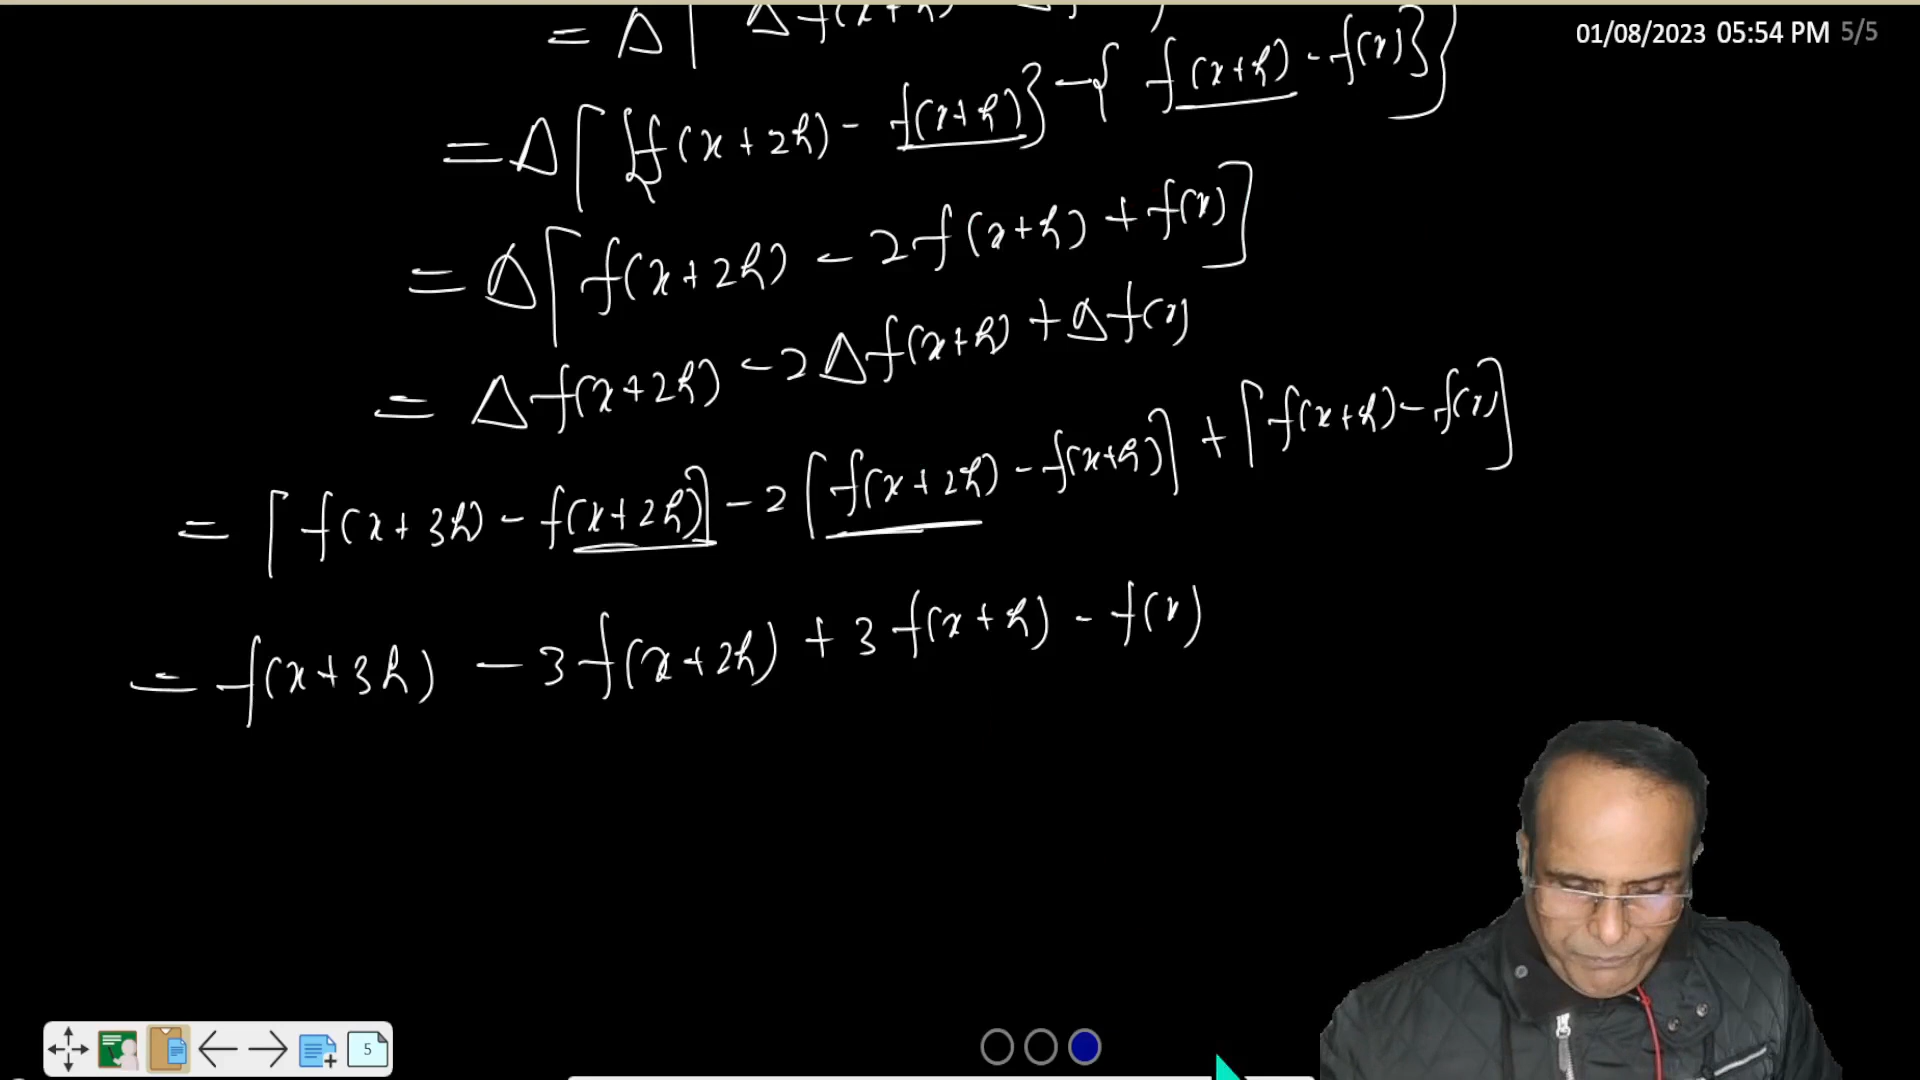 01/08/2023 05:54 PM 5/5
= Δ[ Δf(x+h)
= Δ[{f(x+2h) - f(x+h)} - {f(x+h) - f(x)}]
= Δ[f(x+2h) - 2f(x+h) + f(x)]
= Δf(x+2h) - 2Δf(x+h) + Δf(x)
= [f(x+3h) - f(x+2h)] - 2[f(x+2h) - f(x+h)] + [f(x+h) - f(x)]
= f(x+3h) - 3f(x+2h) + 3f(x+h) - f(x)
5